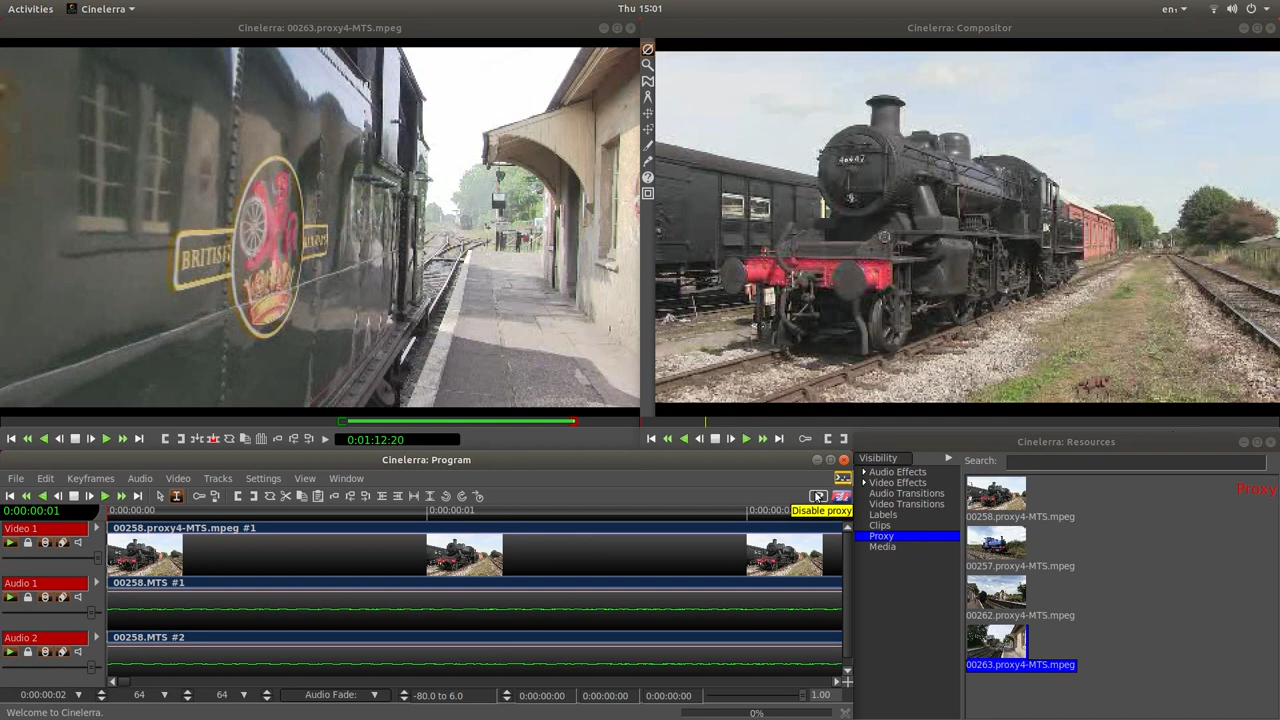 Activities Cinelerra Thu 15:01 en1
Cinelerra: 00263.proxy4-MTS.mpeg
Cinelerra: Compositor
BRITISH
46447
0:01:12:20
Cinelerra: Program
File Edit Keyframes Audio Video Tracks Settings View Window
0:00:00:01
0:00:00:00 0:00:00:01 0:00:00:0
Disable proxy
Video 1
00258.proxy4-MTS.mpeg #1
Audio 1
00258.MTS #1
Audio 2
00258.MTS #2
0:00:00:02 64 64 Audio Fade: -80.0 to 6.0 0:00:00:00 0:00:00:00 0:00:00:00 1.00
Welcome to Cinelerra. 0%
Cinelerra: Resources
Visibility
Search:
Audio Effects
Video Effects
Audio Transitions
Video Transitions
Labels
Clips
Proxy
Media
Proxy
00258.proxy4-MTS.mpeg
00257.proxy4-MTS.mpeg
00262.proxy4-MTS.mpeg
00263.proxy4-MTS.mpeg